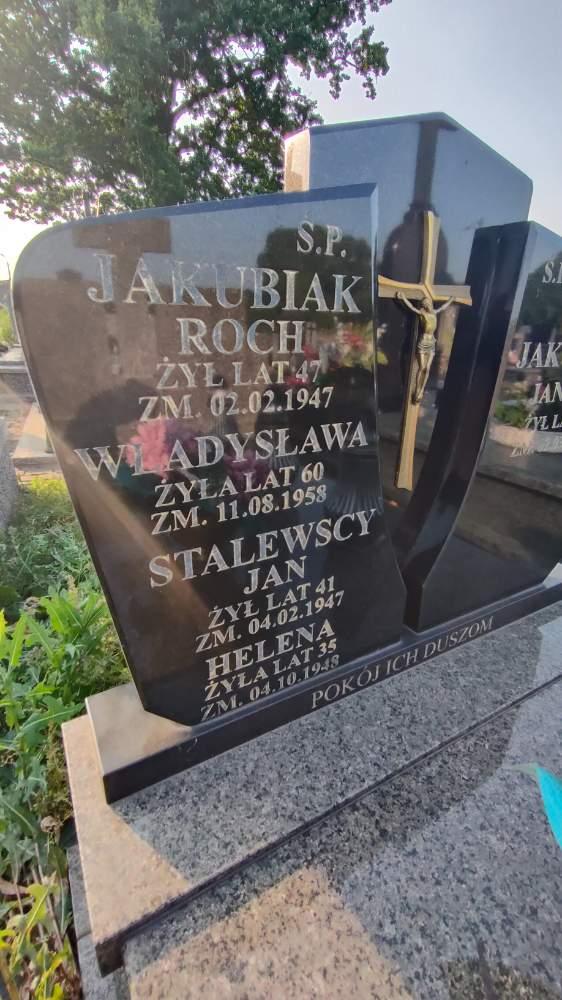 S.P.
JAKUBIAK
ROCH
ŻYŁ LAT 47
ZM. 02.02.1947
WŁADYSŁAWA
ŻYŁA LAT 60
ZM. 11.08.1958
STALEWSCY
JAN
ŻYŁ LAT 41
ZM. 04.02.1947
HELENA
ŻYŁA LAT 35
ZM. 04.10.1948
POKÓJ ICH DUSZOM